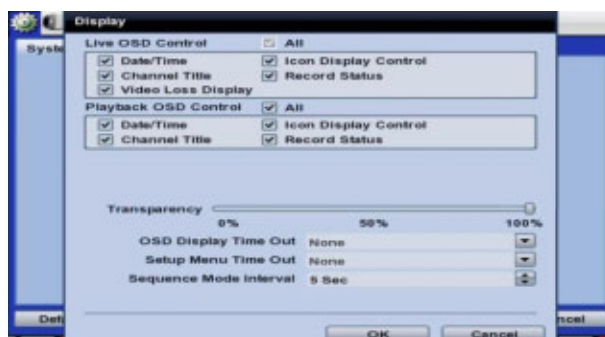 Display
Syste
Live OSD Control All
Date/Time Icon Display Control
Channel Title Record Status
Video Loss Display
Playback OSD Control All
Date/Time Icon Display Control
Channel Title Record Status
Transparency
0% 50% 100%
OSD Display Time Out None
Setup Menu Time Out None
Sequence Mode Interval 5 Sec
Defa
ncel
OK Cancel